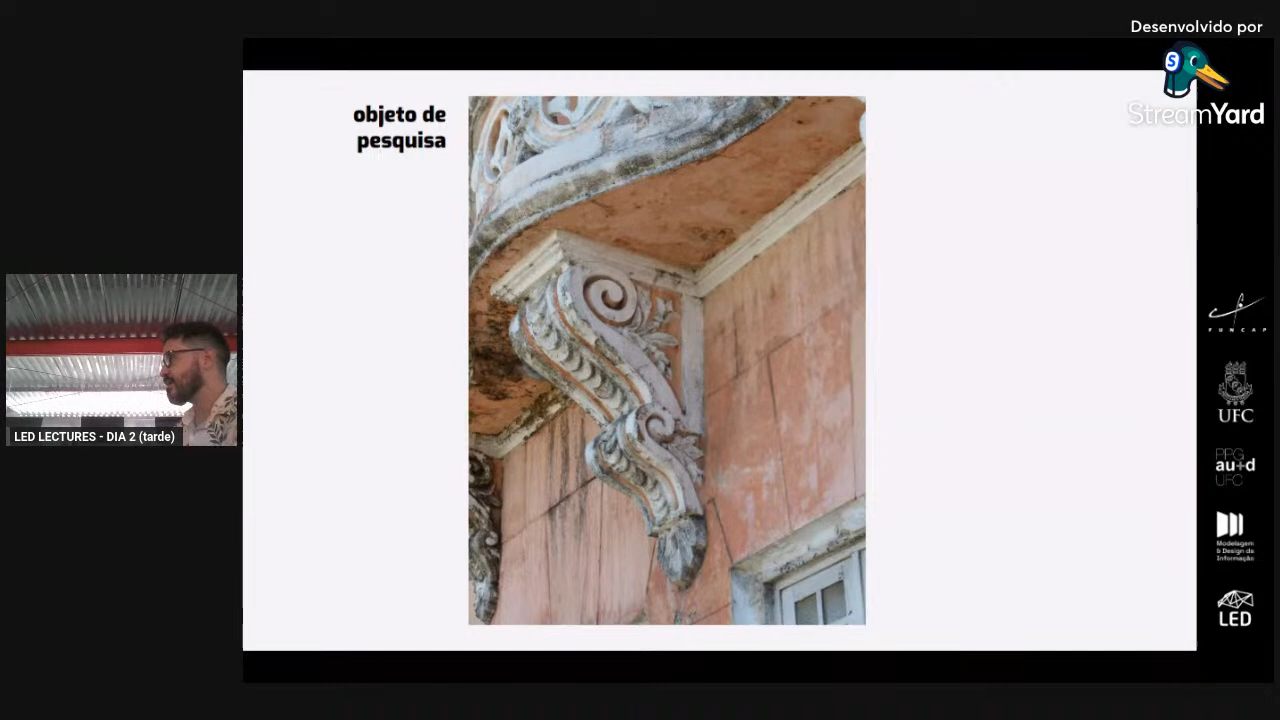 Desenvolvido por
S
StreamYard
objeto de
pesquisa
LED LECTURES - DIA 2 (tarde)
FUNCAP
UFC
PPG
au+d
UFC
Modelagem
& Design da
Informação
LED